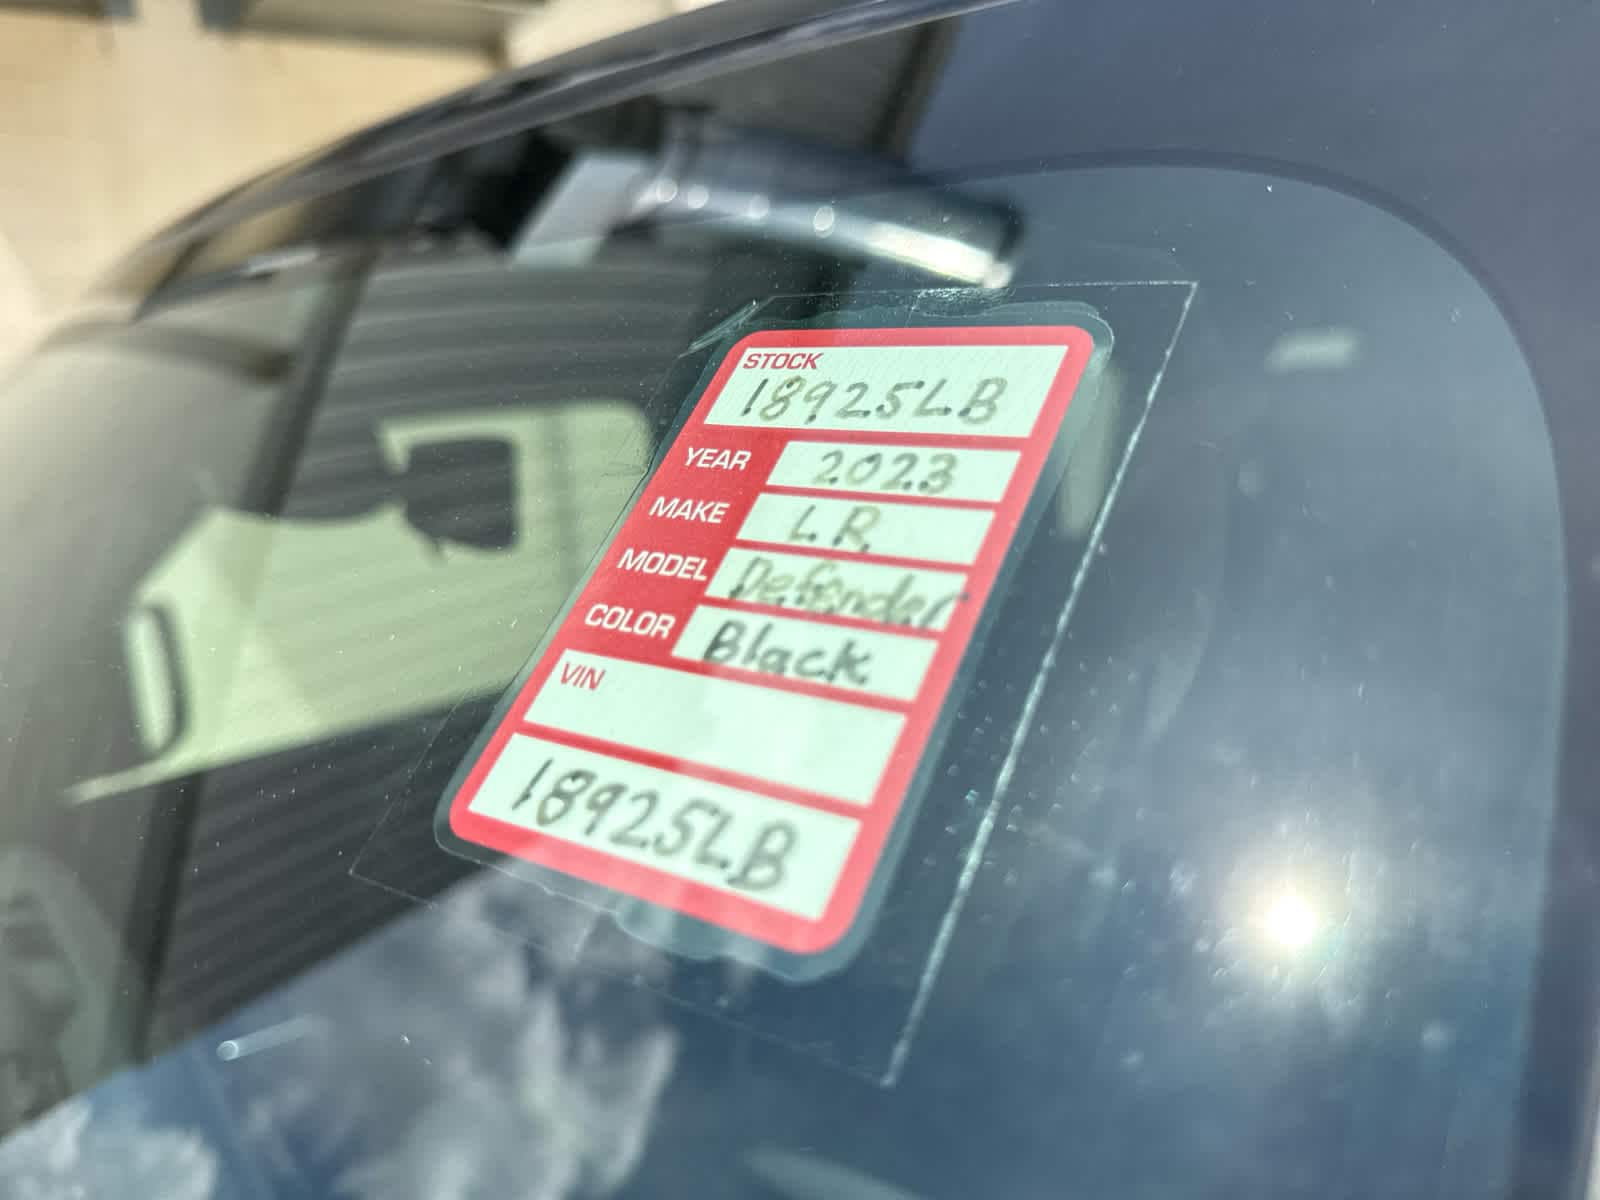 STOCK
18925LB
YEAR 2023
MAKE L.R.
MODEL Defender
COLOR Black
VIN
18925LB